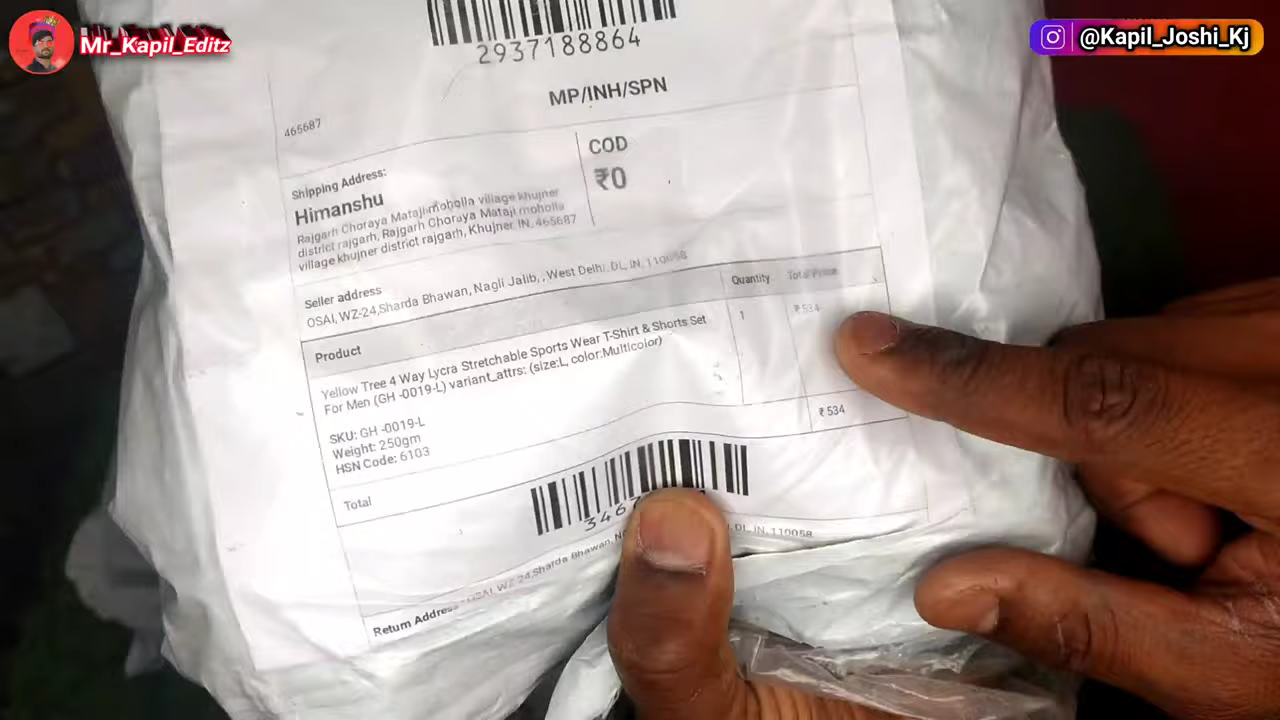 Mr_Kapil_Editz
@Kapil_Joshi_Kj
2937188864
MP/INH/SPN
465687
COD
₹0
Shipping Address:
Himanshu
Rajgarh Choraya Mataji moholla village khujner
district rajgarh, Rajgarh Choraya Mataji moholla
village khujner district rajgarh, Khujner, IN, 465687
Seller address
OSAI, WZ-24,Sharda Bhawan, Nagli Jalib, , West Delhi, DL, IN, 110058
Product
Quantity
Total Price
Yellow Tree 4 Way Lycra Stretchable Sports Wear T-Shirt & Shorts Set
For Men (GH -0019-L) variant_attrs: (size:L, color:Multicolor)
1
₹ 534
SKU: GH -0019-L
Weight: 250gm
HSN Code: 6103
Total
₹ 534
346
Return Address OSAI, WZ-24,Sharda Bhawan, DL, IN, 110058